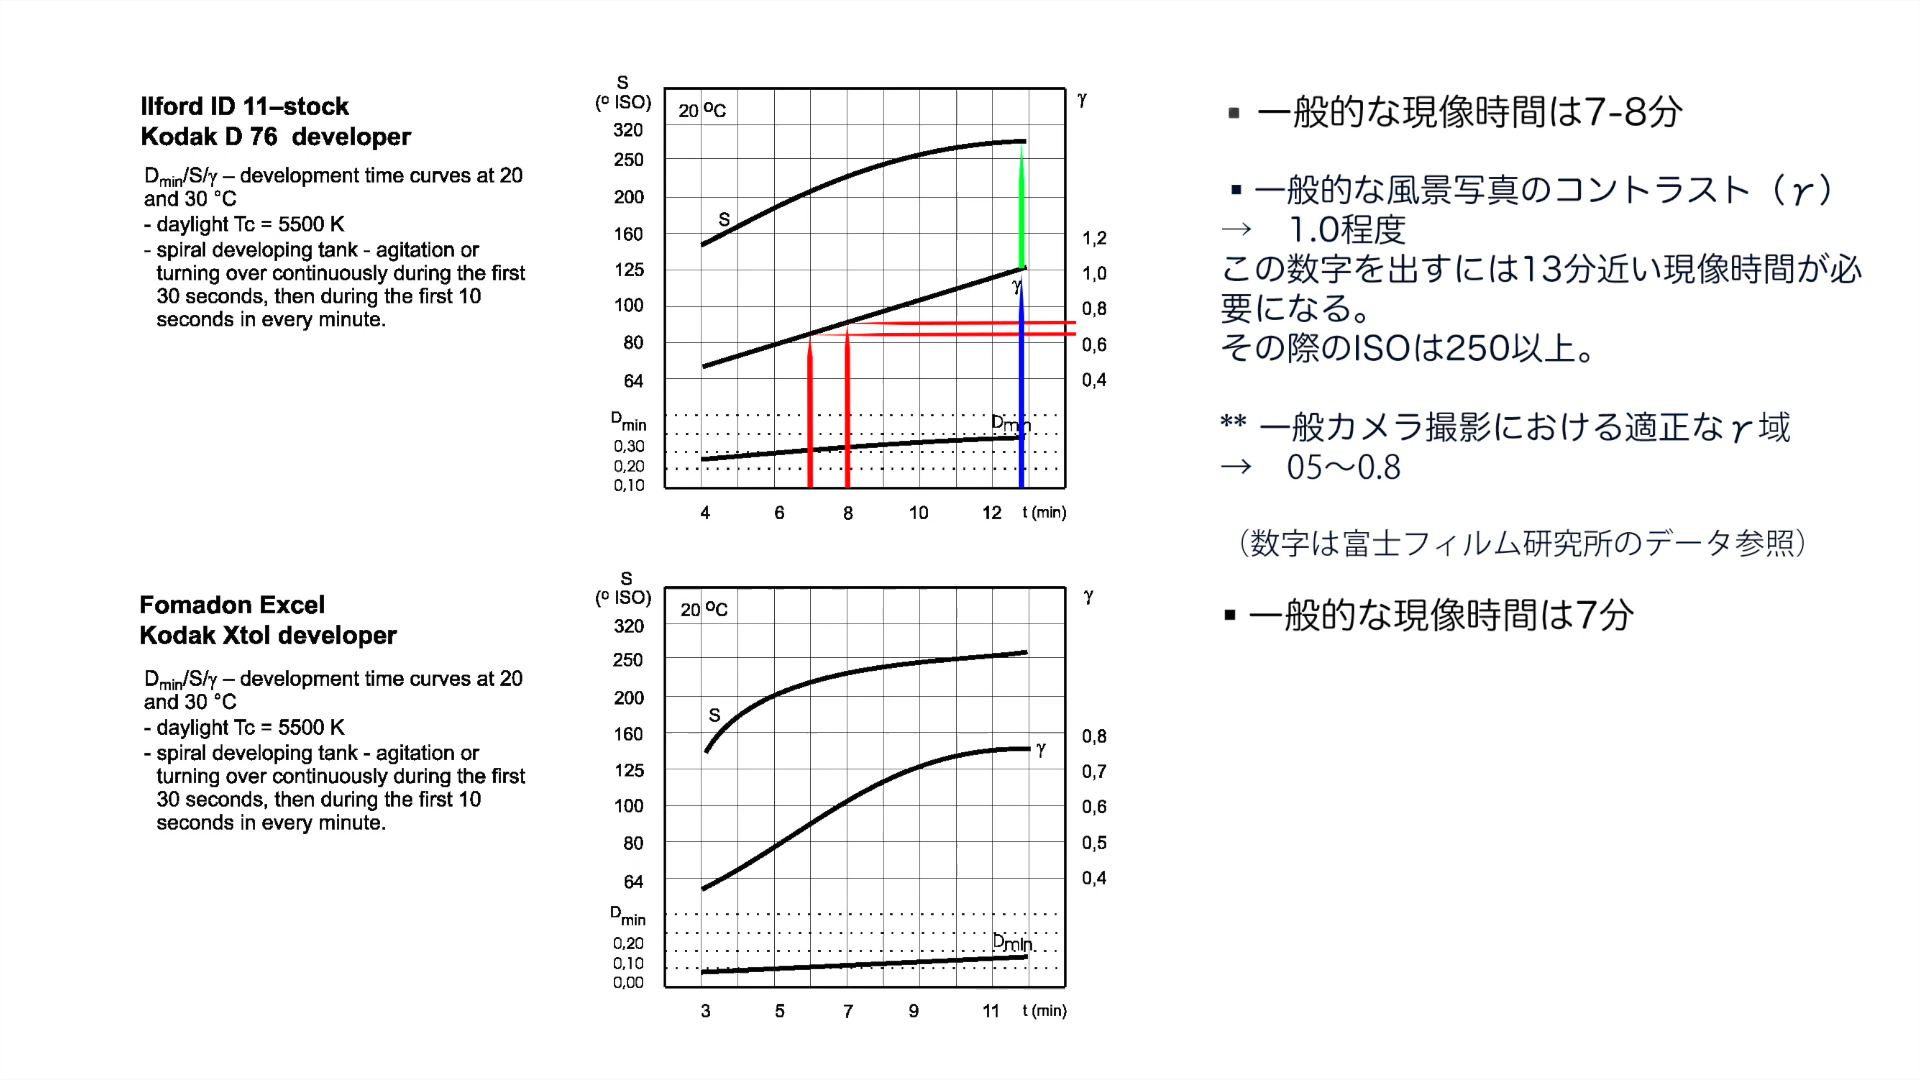 Ilford ID 11–stock
Kodak D 76 developer
Dmin/S/γ – development time curves at 20
and 30 °C
- daylight Tc = 5500 K
- spiral developing tank - agitation or
turning over continuously during the first
30 seconds, then during the first 10
seconds in every minute.
S
(º ISO)
20 ºC
γ
320
250
200
160
125
100
80
64
Dmin
0,30
0,20
0,10
S
γ
Dmin
1,2
1,0
0,8
0,6
0,4
4 6 8 10 12 t (min)
▪ 一般的な現像時間は7-8分
▪ 一般的な風景写真のコントラスト（γ）
→ 1.0程度
この数字を出すには13分近い現像時間が必
要になる。
その際のISOは250以上。
** 一般カメラ撮影における適正なγ域
→ 05〜0.8
（数字は富士フィルム研究所のデータ参照）
Fomadon Excel
Kodak Xtol developer
Dmin/S/γ – development time curves at 20
and 30 °C
- daylight Tc = 5500 K
- spiral developing tank - agitation or
turning over continuously during the first
30 seconds, then during the first 10
seconds in every minute.
S
(º ISO)
20 ºC
γ
320
250
200
160
125
100
80
64
Dmin
0,20
0,10
0,00
S
γ
Dmin
0,8
0,7
0,6
0,5
0,4
3 5 7 9 11 t (min)
▪ 一般的な現像時間は7分